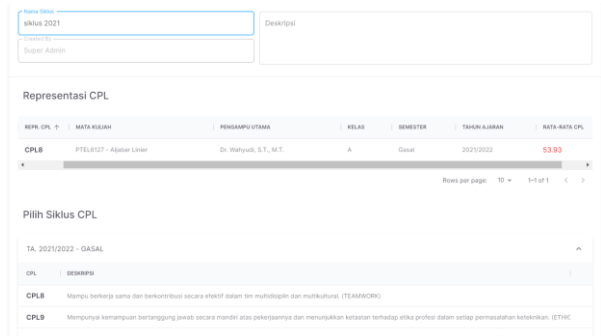 Nama Siklus
siklus 2021
Deskripsi
Created By
Super Admin
Representasi CPL
REPR. CPL ↑ MATA KULIAH PENGAMPU UTAMA KELAS SEMESTER TAHUN AJARAN RATA-RATA CPL
CPL8 PTEL6127 - Aljabar Linier Dr. Wahyudi, S.T., M.T. A Gasal 2021/2022 53.93
Rows per page: 10 1-1 of 1
Pilih Siklus CPL
TA. 2021/2022 - GASAL
CPL DESKRIPSI
CPL8 Mampu berkerja sama dan berkontribusi secara efektif dalam tim multidisiplin dan multikultural. (TEAMWORK)
CPL9 Mempunyai kemampuan bertanggung jawab secara mandiri atas pekerjaannya dan menunjukkan ketaatan terhadap etika profesi dalam setiap permasalahan keteknikan. (ETHIC